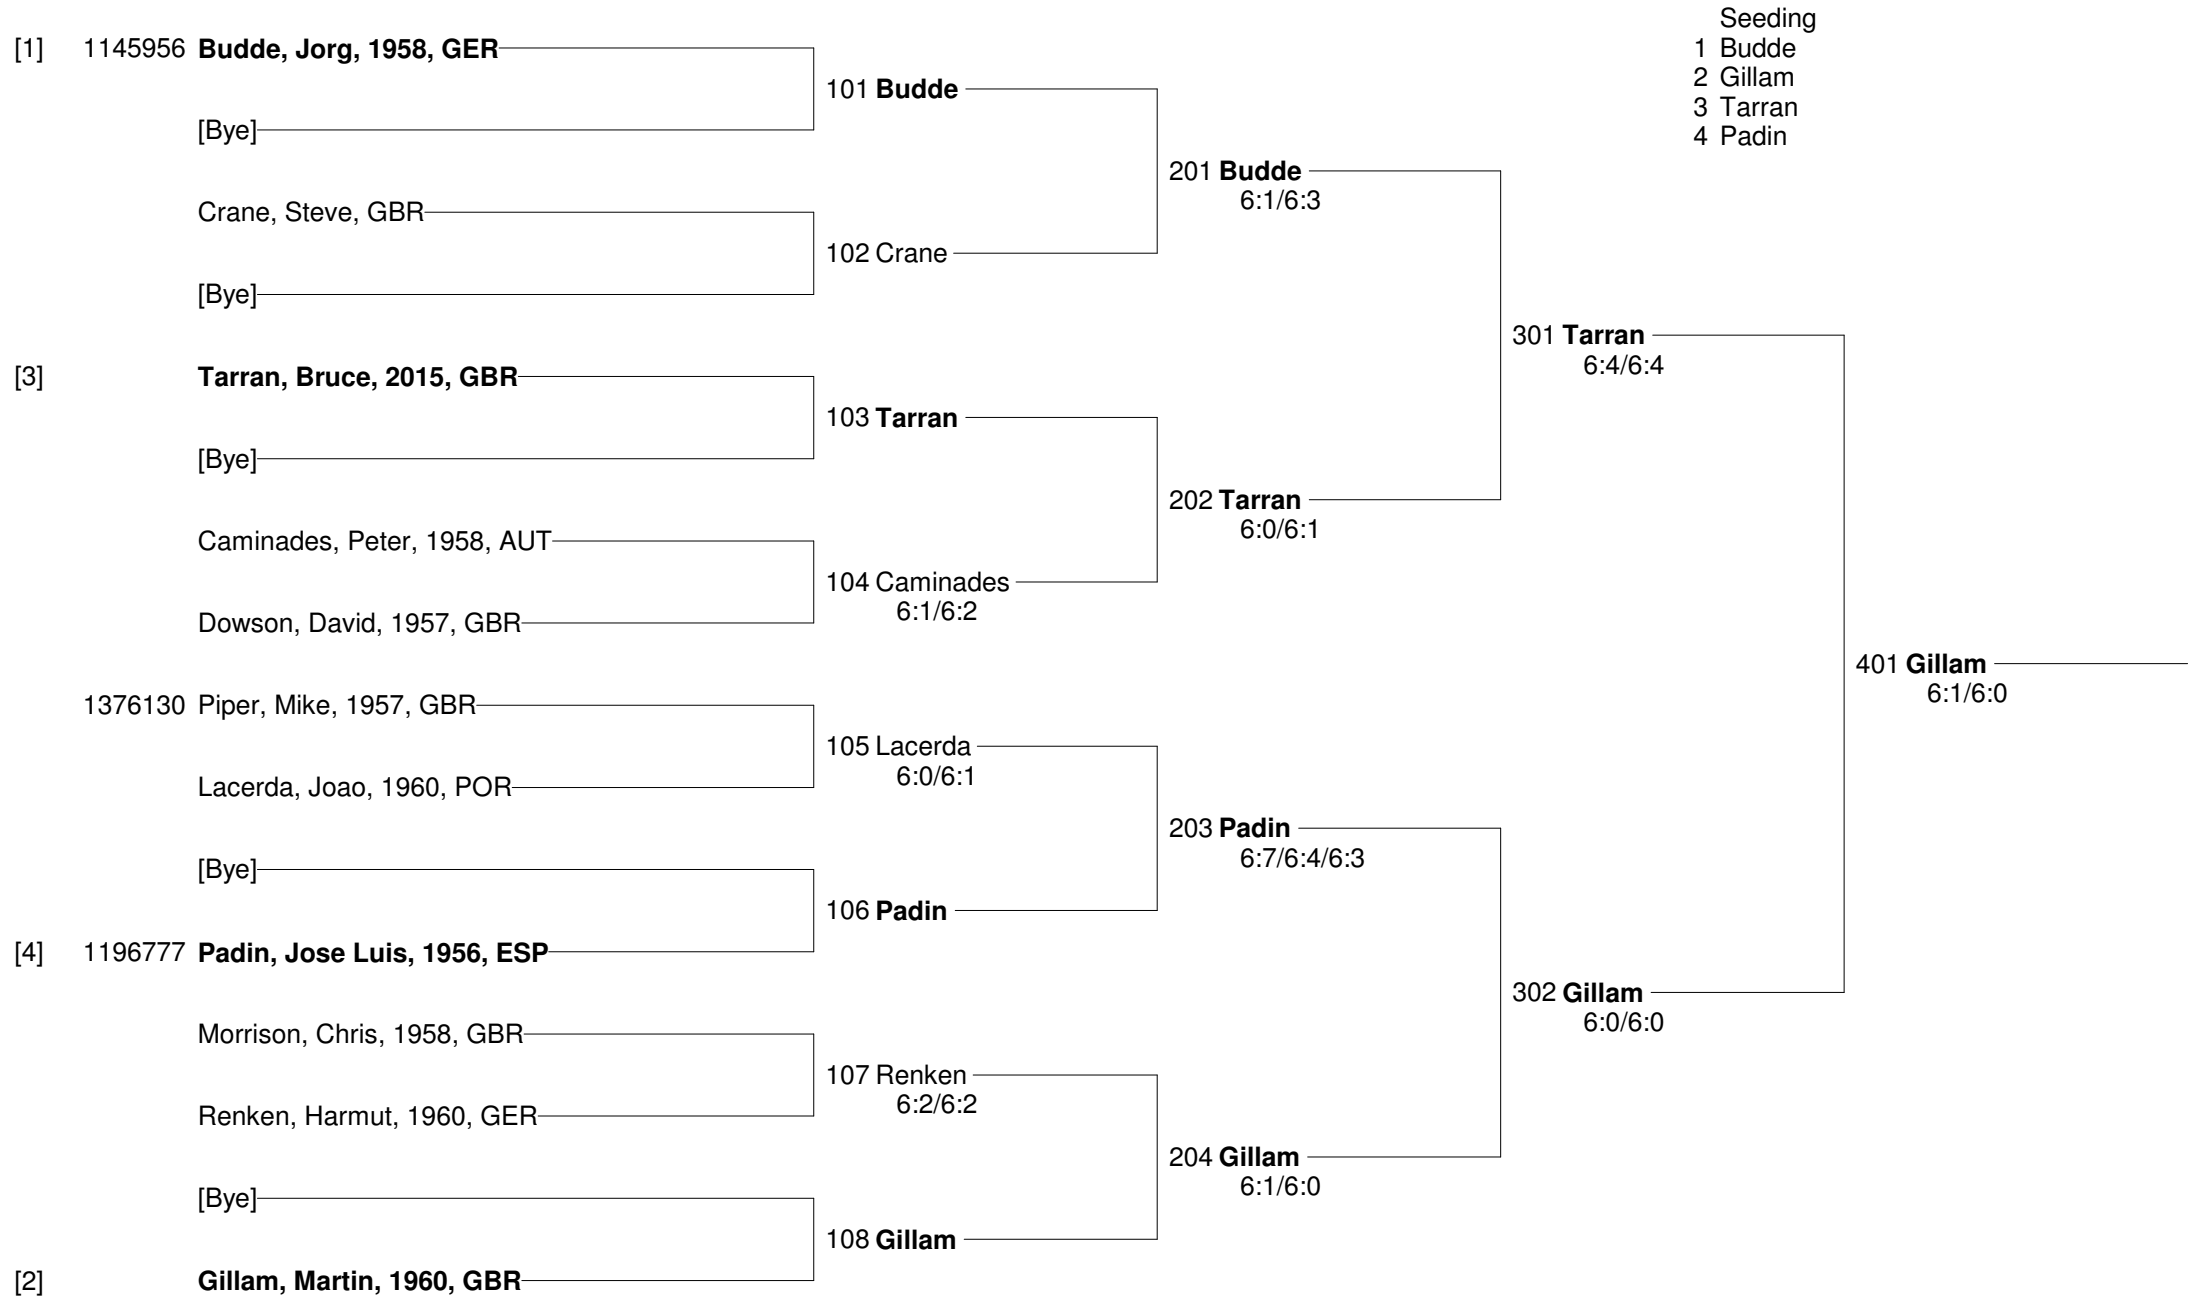 Seeding
1 Budde
2 Gillam
3 Tarran
4 Padin
[1] 1145956 Budde, Jorg, 1958, GER
[Bye]
Crane, Steve, GBR
[Bye]
[3] Tarran, Bruce, 2015, GBR
[Bye]
Caminades, Peter, 1958, AUT
Dowson, David, 1957, GBR
1376130 Piper, Mike, 1957, GBR
Lacerda, Joao, 1960, POR
[Bye]
[4] 1196777 Padin, Jose Luis, 1956, ESP
Morrison, Chris, 1958, GBR
Renken, Harmut, 1960, GER
[Bye]
[2] Gillam, Martin, 1960, GBR
101 Budde
102 Crane
103 Tarran
104 Caminades
6:1/6:2
105 Lacerda
6:0/6:1
106 Padin
107 Renken
6:2/6:2
108 Gillam
201 Budde
6:1/6:3
202 Tarran
6:0/6:1
203 Padin
6:7/6:4/6:3
204 Gillam
6:1/6:0
301 Tarran
6:4/6:4
302 Gillam
6:0/6:0
401 Gillam
6:1/6:0